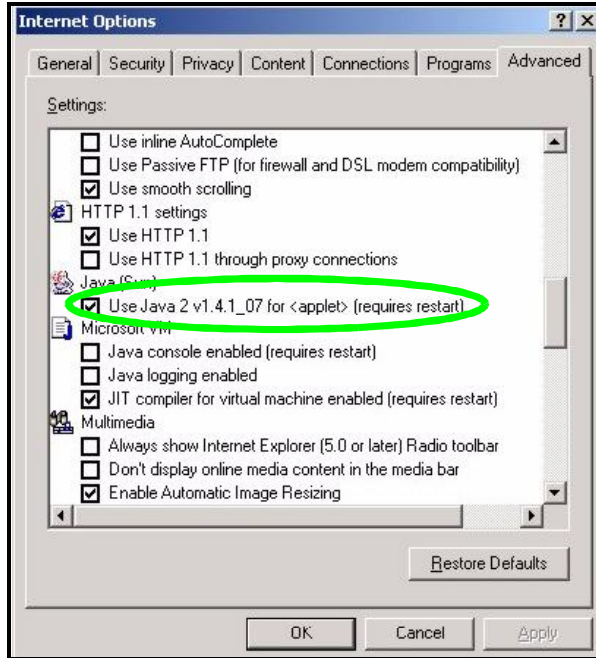 Internet Options
General Security Privacy Content Connections Programs Advanced
Settings:
Use inline AutoComplete
Use Passive FTP (for firewall and DSL modem compatibility)
Use smooth scrolling
HTTP 1.1 settings
Use HTTP 1.1
Use HTTP 1.1 through proxy connections
Java (Sun)
Use Java 2 v1.4.1_07 for <applet> (requires restart)
Microsoft VM
Java console enabled (requires restart)
Java logging enabled
JIT compiler for virtual machine enabled (requires restart)
Multimedia
Always show Internet Explorer (5.0 or later) Radio toolbar
Don't display online media content in the media bar
Enable Automatic Image Resizing
Restore Defaults
OK Cancel Apply